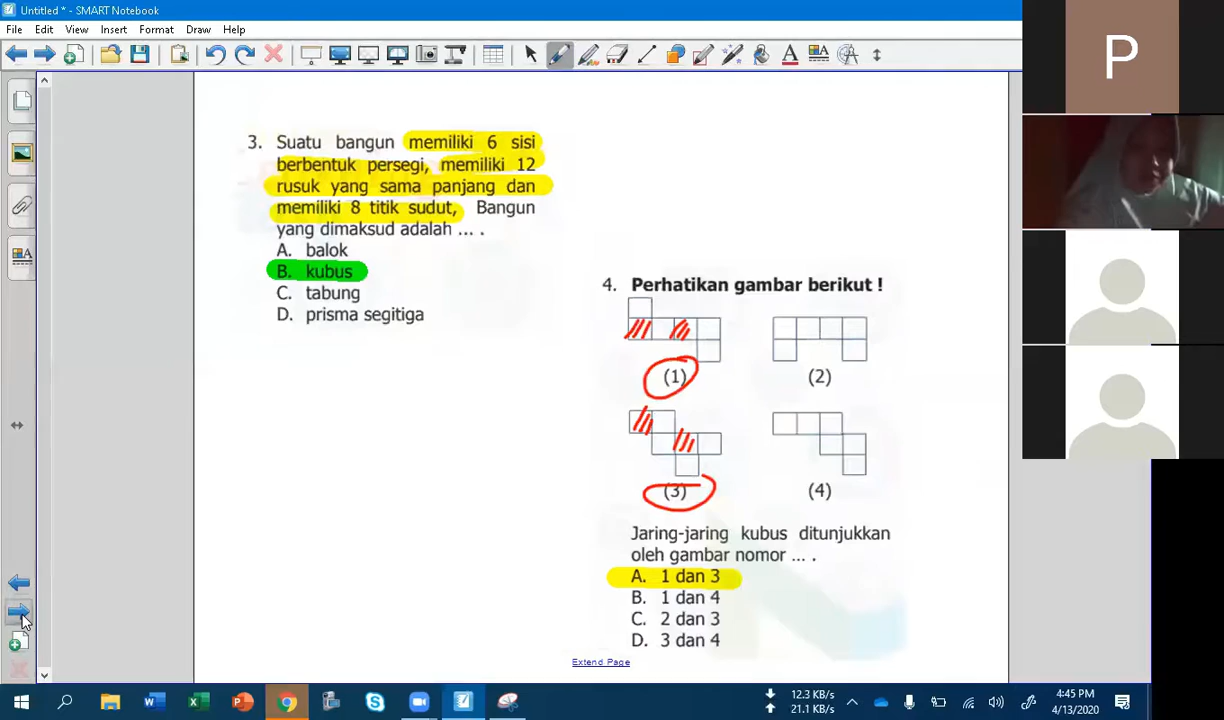 Untitled * - SMART Notebook
File Edit View Insert Format Draw Help
3. Suatu bangun memiliki 6 sisi
berbentuk persegi, memiliki 12
rusuk yang sama panjang dan
memiliki 8 titik sudut, Bangun
yang dimaksud adalah ... .
A. balok
B. kubus
C. tabung
D. prisma segitiga
4. Perhatikan gambar berikut !
(1) (2)
(3) (4)
Jaring-jaring kubus ditunjukkan
oleh gambar nomor ... .
A. 1 dan 3
B. 1 dan 4
C. 2 dan 3
D. 3 dan 4
Extend Page
P
12.3 KB/s
21.1 KB/s
4:45 PM
4/13/2020